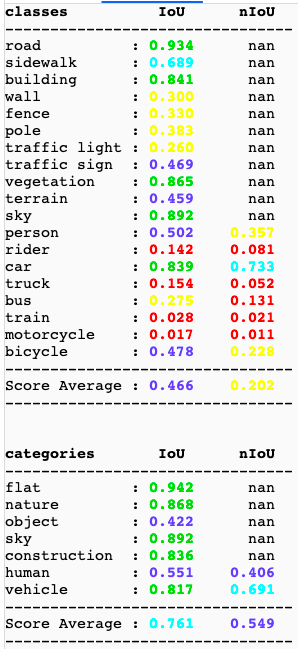 classes IoU nIoU
--------------------------------
road : 0.934 nan
sidewalk : 0.689 nan
building : 0.841 nan
wall : 0.300 nan
fence : 0.330 nan
pole : 0.383 nan
traffic light : 0.260 nan
traffic sign : 0.469 nan
vegetation : 0.865 nan
terrain : 0.459 nan
sky : 0.892 nan
person : 0.502 0.357
rider : 0.142 0.081
car : 0.839 0.733
truck : 0.154 0.052
bus : 0.275 0.131
train : 0.028 0.021
motorcycle : 0.017 0.011
bicycle : 0.478 0.228
--------------------------------
Score Average : 0.466 0.202
--------------------------------
categories IoU nIoU
--------------------------------
flat : 0.942 nan
nature : 0.868 nan
object : 0.422 nan
sky : 0.892 nan
construction : 0.836 nan
human : 0.551 0.406
vehicle : 0.817 0.691
--------------------------------
Score Average : 0.761 0.549
--------------------------------